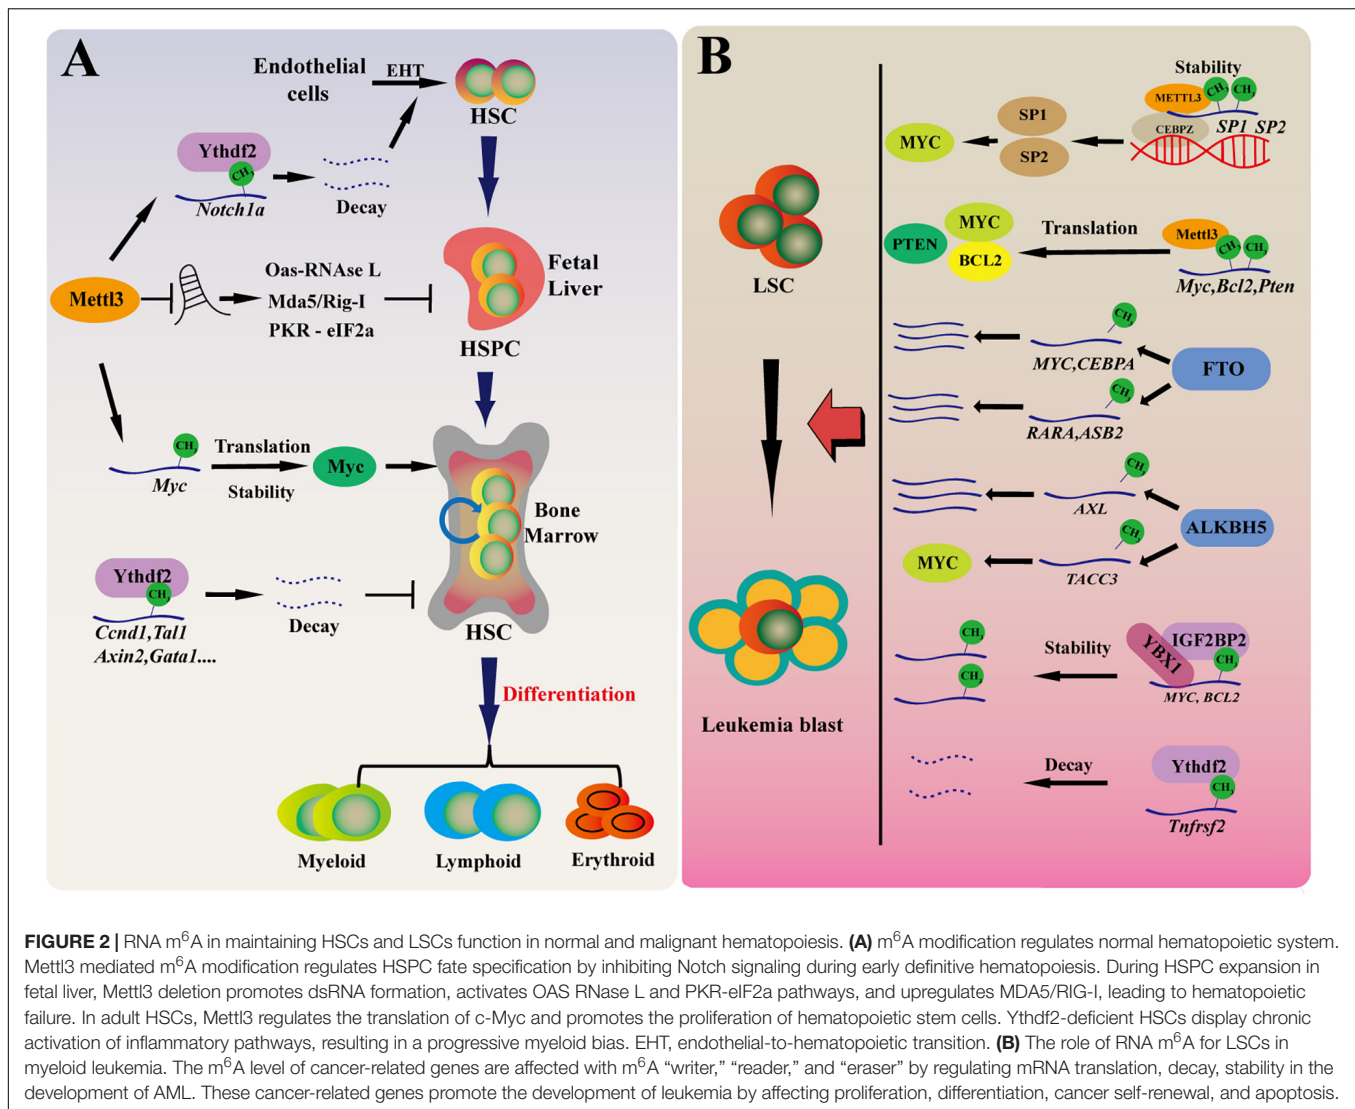 A
Endothelial
cells
EHT
HSC
Ythdf2
CH3
Notch1a
Decay
Mettl3
Oas-RNAse L
Mda5/Rig-I
PKR - eIF2a
Fetal
Liver
HSPC
CH3
Myc
Translation
Stability
Myc
Bone
Marrow
Ythdf2
CH3
Ccnd1,Tal1
Axin2,Gata1....
Decay
HSC
Differentiation
Myeloid
Lymphoid
Erythroid
B
LSC
Leukemia blast
Stability
METTL3
CH3
CH3
CEBPZ
SP1 SP2
SP1
SP2
MYC
PTEN
MYC
BCL2
Translation
Mettl3
CH3
CH3
Myc,Bcl2,Pten
CH3
MYC,CEBPA
FTO
CH3
RARA,ASB2
CH3
AXL
ALKBH5
CH3
TACC3
MYC
CH3
CH3
Stability
YBX1
IGF2BP2
CH3
MYC, BCL2
Decay
Ythdf2
CH3
Tnfrsf2
FIGURE 2 | RNA m6A in maintaining HSCs and LSCs function in normal and malignant hematopoiesis. (A) m6A modification regulates normal hematopoietic system.
Mettl3 mediated m6A modification regulates HSPC fate specification by inhibiting Notch signaling during early definitive hematopoiesis. During HSPC expansion in
fetal liver, Mettl3 deletion promotes dsRNA formation, activates OAS RNase L and PKR-eIF2a pathways, and upregulates MDA5/RIG-I, leading to hematopoietic
failure. In adult HSCs, Mettl3 regulates the translation of c-Myc and promotes the proliferation of hematopoietic stem cells. Ythdf2-deficient HSCs display chronic
activation of inflammatory pathways, resulting in a progressive myeloid bias. EHT, endothelial-to-hematopoietic transition. (B) The role of RNA m6A for LSCs in
myeloid leukemia. The m6A level of cancer-related genes are affected with m6A “writer,” “reader,” and “eraser” by regulating mRNA translation, decay, stability in the
development of AML. These cancer-related genes promote the development of leukemia by affecting proliferation, differentiation, cancer self-renewal, and apoptosis.